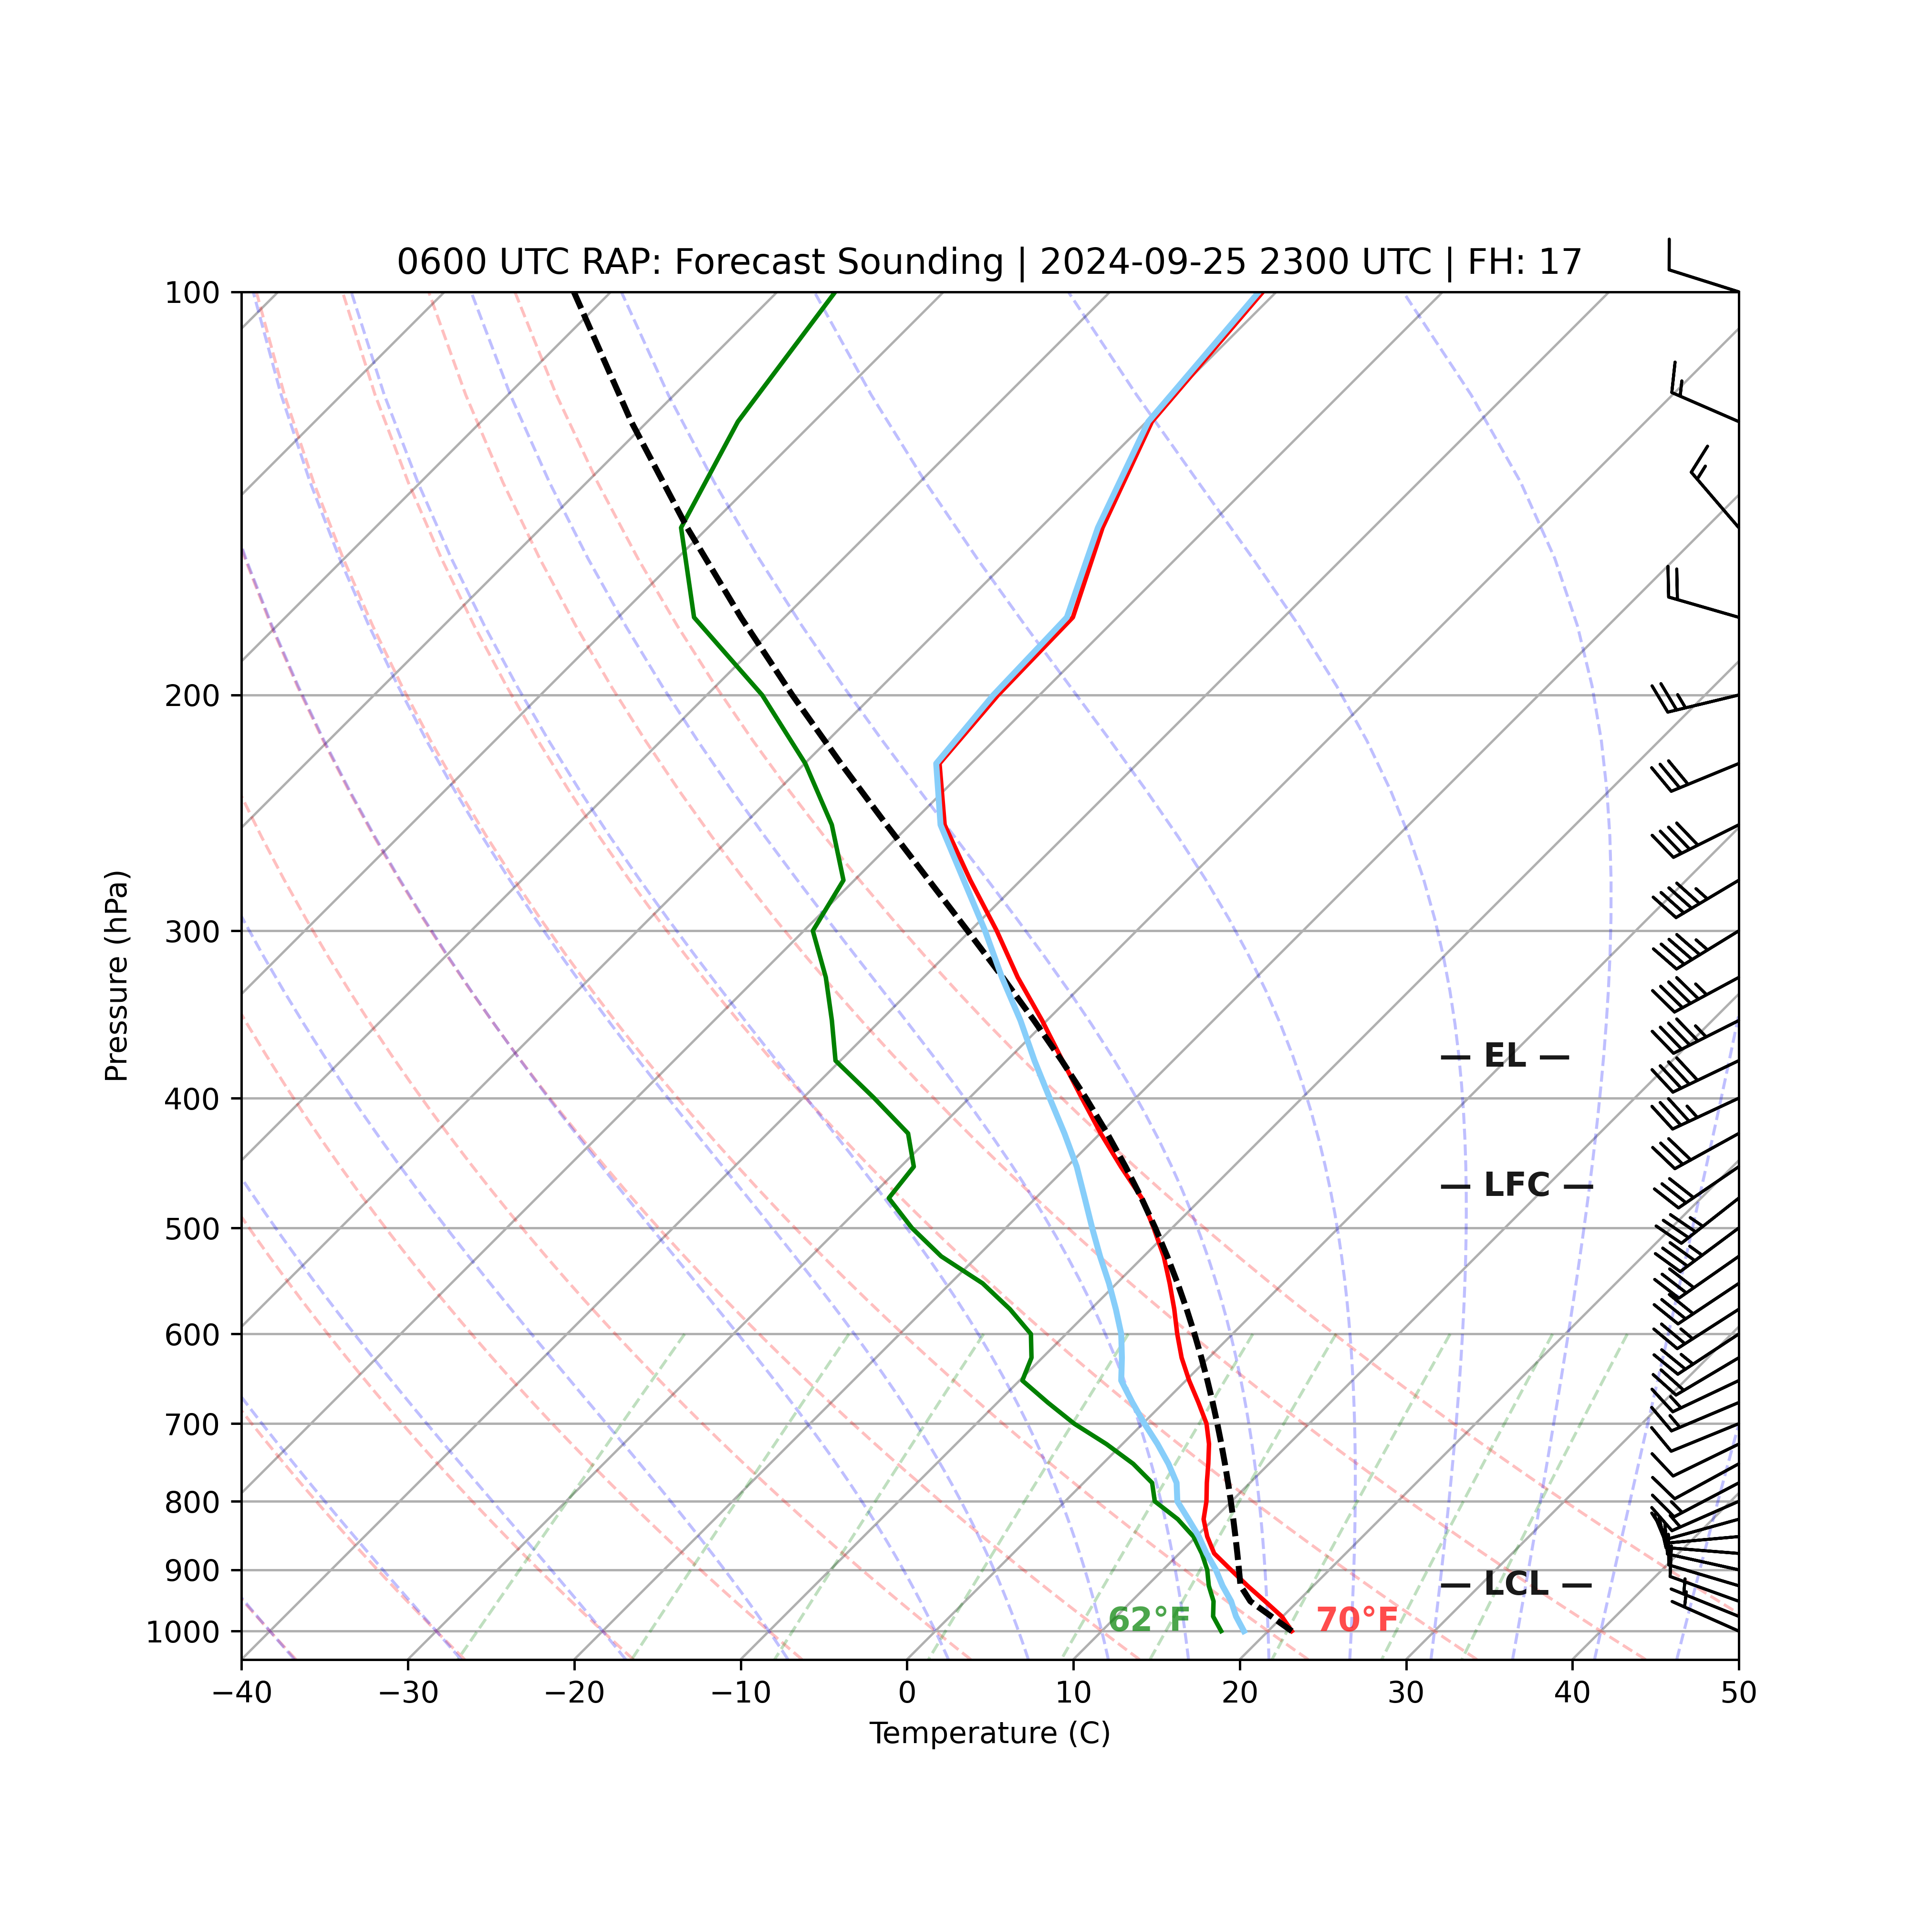 0600 UTC RAP: Forecast Sounding | 2024-09-25 2300 UTC | FH: 17
100
200
300
— EL —
400
— LFC —
500
600
700
800
900
— LCL —
62°F 70°F
1000
Pressure (hPa)
−40 −30 −20 −10 0 10 20 30 40 50
Temperature (C)